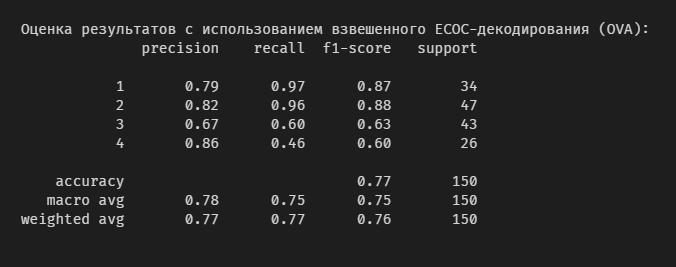 Оценка результатов с использованием взвешенного ECOC-декодирования (OVA):
precision recall f1-score support
1 0.79 0.97 0.87 34
2 0.82 0.96 0.88 47
3 0.67 0.60 0.63 43
4 0.86 0.46 0.60 26
accuracy 0.77 150
macro avg 0.78 0.75 0.75 150
weighted avg 0.77 0.77 0.76 150